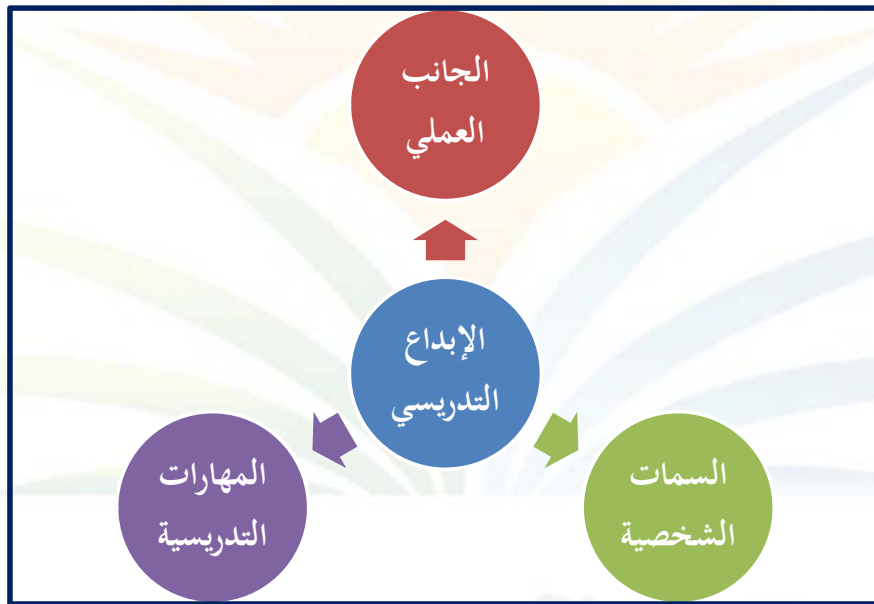 الجانب
العملي
الإبداع
التدريسي
السمات
الشخصية
المهارات
التدريسية